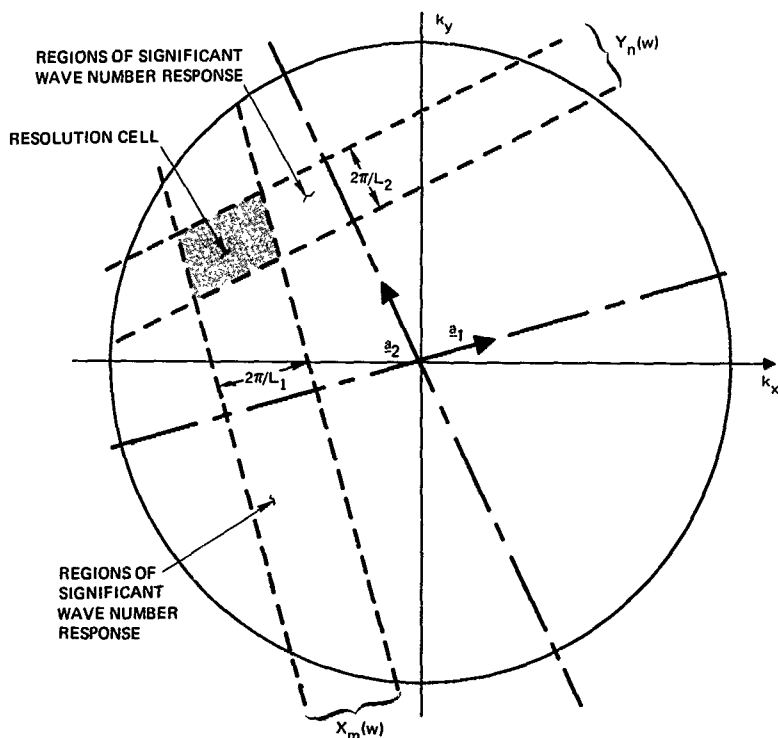 k_y
Y_n(w)
REGIONS OF SIGNIFICANT
WAVE NUMBER RESPONSE
RESOLUTION CELL
2π/L_2
a_2
a_1
k_x
2π/L_1
REGIONS OF
SIGNIFICANT
WAVE NUMBER
RESPONSE
X_m(w)